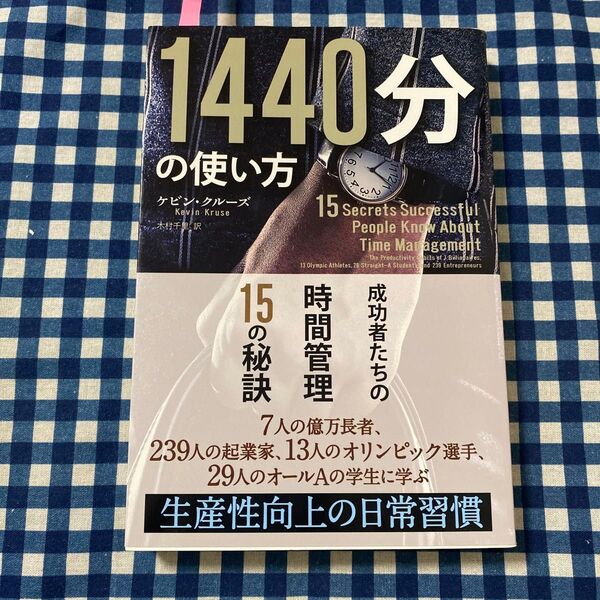 1440分
の使い方
ケビン・クルーズ
Kevin Kruse
木村千里 訳
15 Secrets Successful
People Know About
Time Management
The Productivity Habits of 7 Billionaires,
13 Olympic Athletes, 29 Straight-A Students, and 239 Entrepreneurs
成功者たちの
時間管理
15の秘訣
7人の億万長者、
239人の起業家、13人のオリンピック選手、
29人のオールAの学生に学ぶ
生産性向上の日常習慣